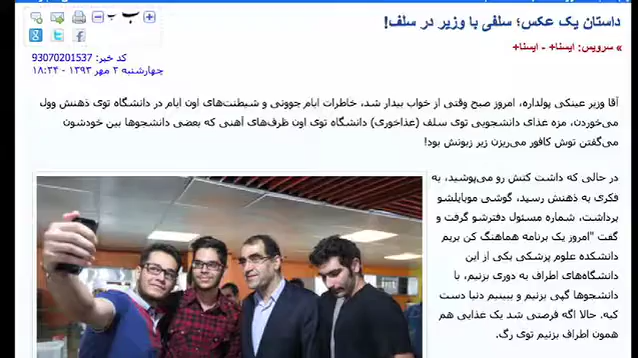 داستان یک عکس؛ سلفی با وزیر در سلف!
» سرویس: ایسنا+ - ایسنا+
کد خبر: 93070201537
چهارشنبه ۲ مهر ۱۳۹۳ - ۱۸:۲۴
آقا وزیر عینکی پولداره، امروز صبح وقتی از خواب بیدار شد، خاطرات ایام جوونی و شیطنت‌های اون ایام در دانشگاه توی ذهنش وول
می‌خوردن، مزه غذای دانشجویی توی سلف (غذاخوری) دانشگاه توی اون ظرف‌های آهنی که بعضی دانشجوها بین خودشون
می‌گفتن توش کافور می‌ریزن زیر زبونش بود!
در حالی که داشت کتش رو می‌پوشید، یه
فکری به ذهنش رسید، گوشی موبایلشو
برداشت، شماره مسئول دفترشو گرفت و
گفت "امروز یک برنامه هماهنگ کن بریم
دانشکده علوم پزشکی یکی از این
دانشگاه‌های اطراف یه دوری بزنیم، با
دانشجوها گپی بزنیم و ببینیم دنیا دست
کیه. حالا اگه فرصتی شد یک غذایی هم
همون اطراف بزنیم توی رگ.